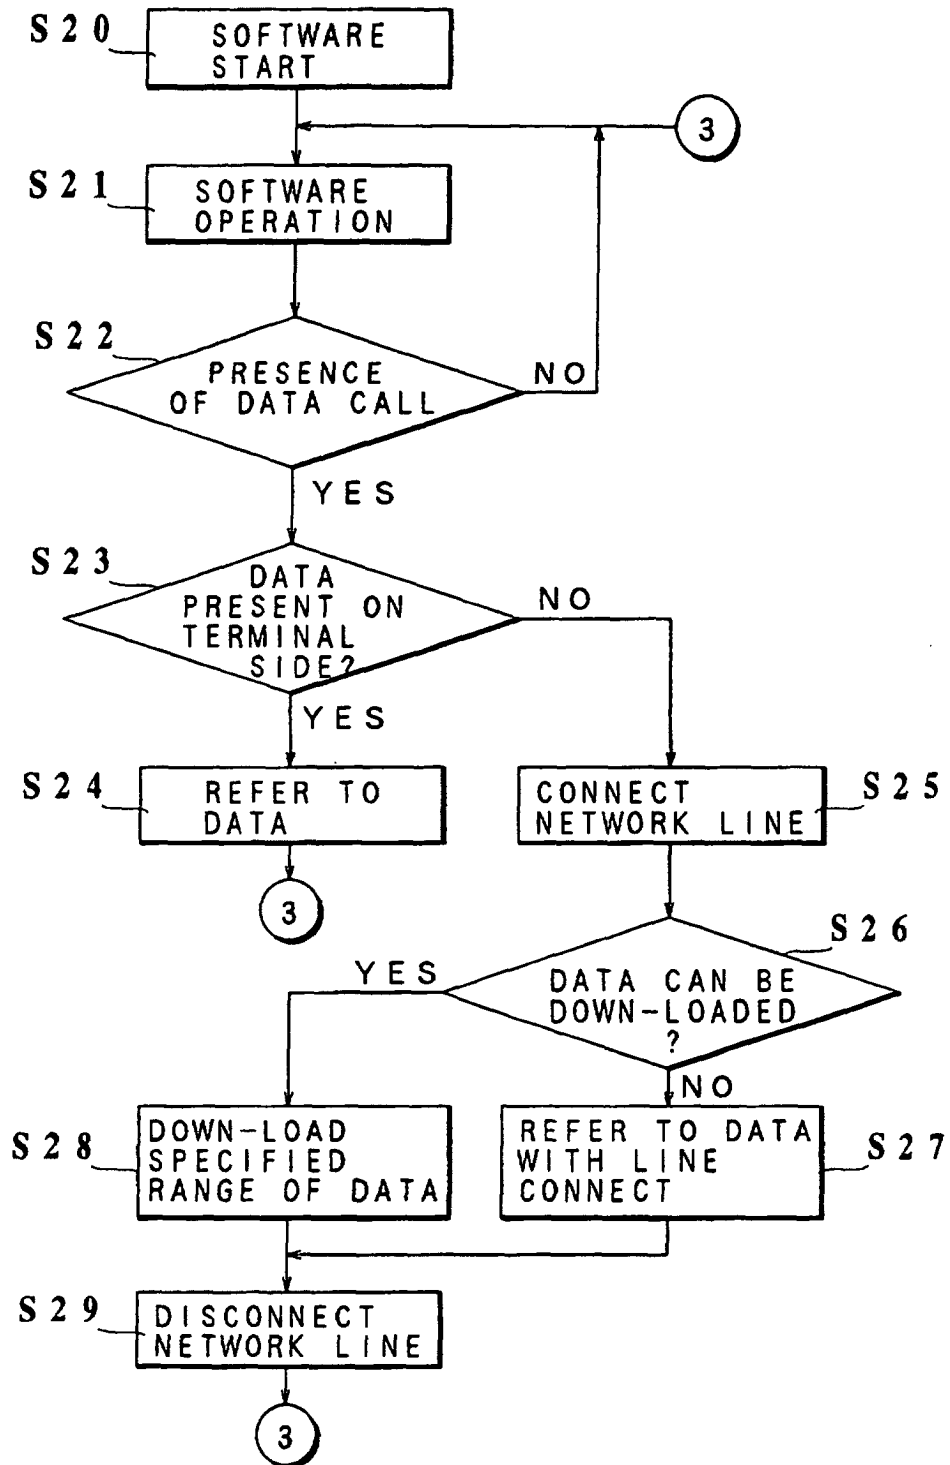 S20
SOFTWARE
START
3
S21
SOFTWARE
OPERATION
S22
PRESENCE
OF DATA CALL
NO
YES
S23
DATA
PRESENT ON
TERMINAL
SIDE?
NO
YES
S24
REFER TO
DATA
CONNECT
NETWORK LINE
S25
3
S26
YES
DATA CAN BE
DOWN-LOADED
?
NO
S28
DOWN-LOAD
SPECIFIED
RANGE OF DATA
REFER TO DATA
WITH LINE
CONNECT
S27
S29
DISCONNECT
NETWORK LINE
3